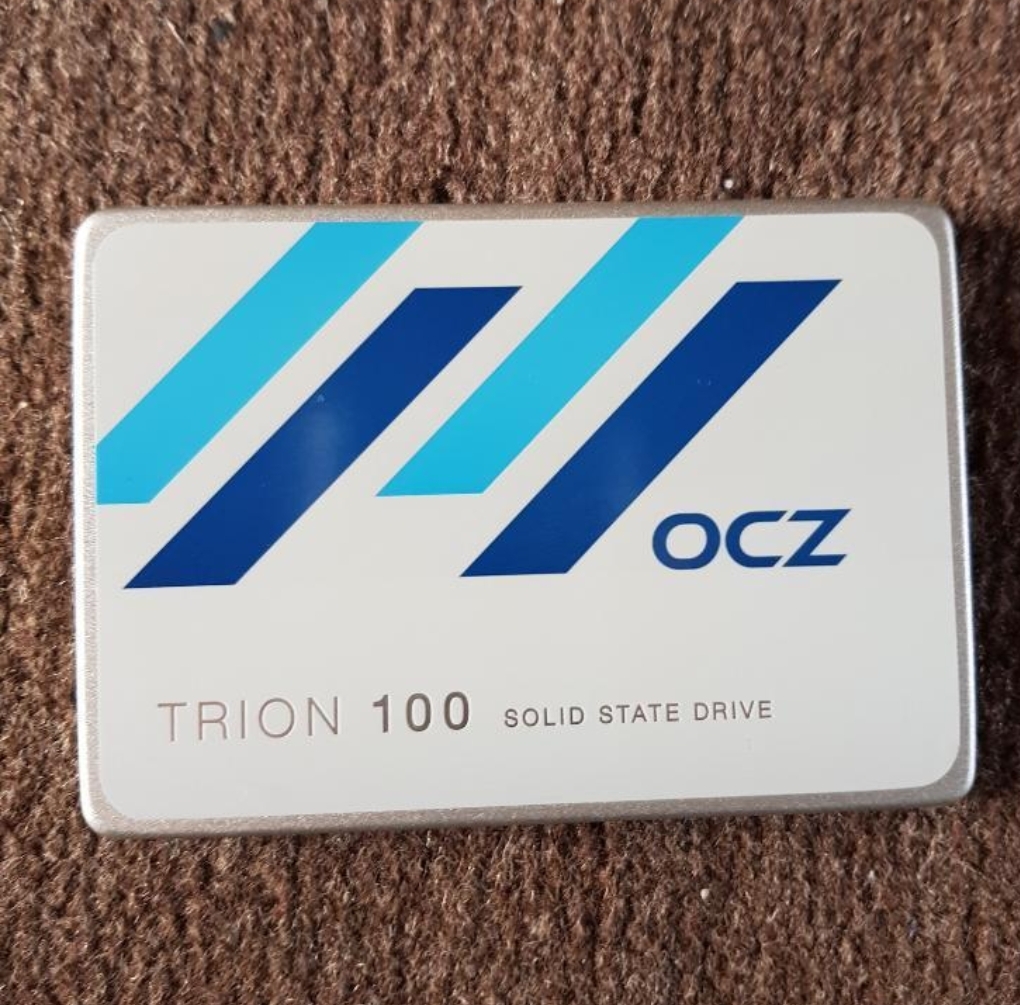 OCZ
TRION 100 SOLID STATE DRIVE